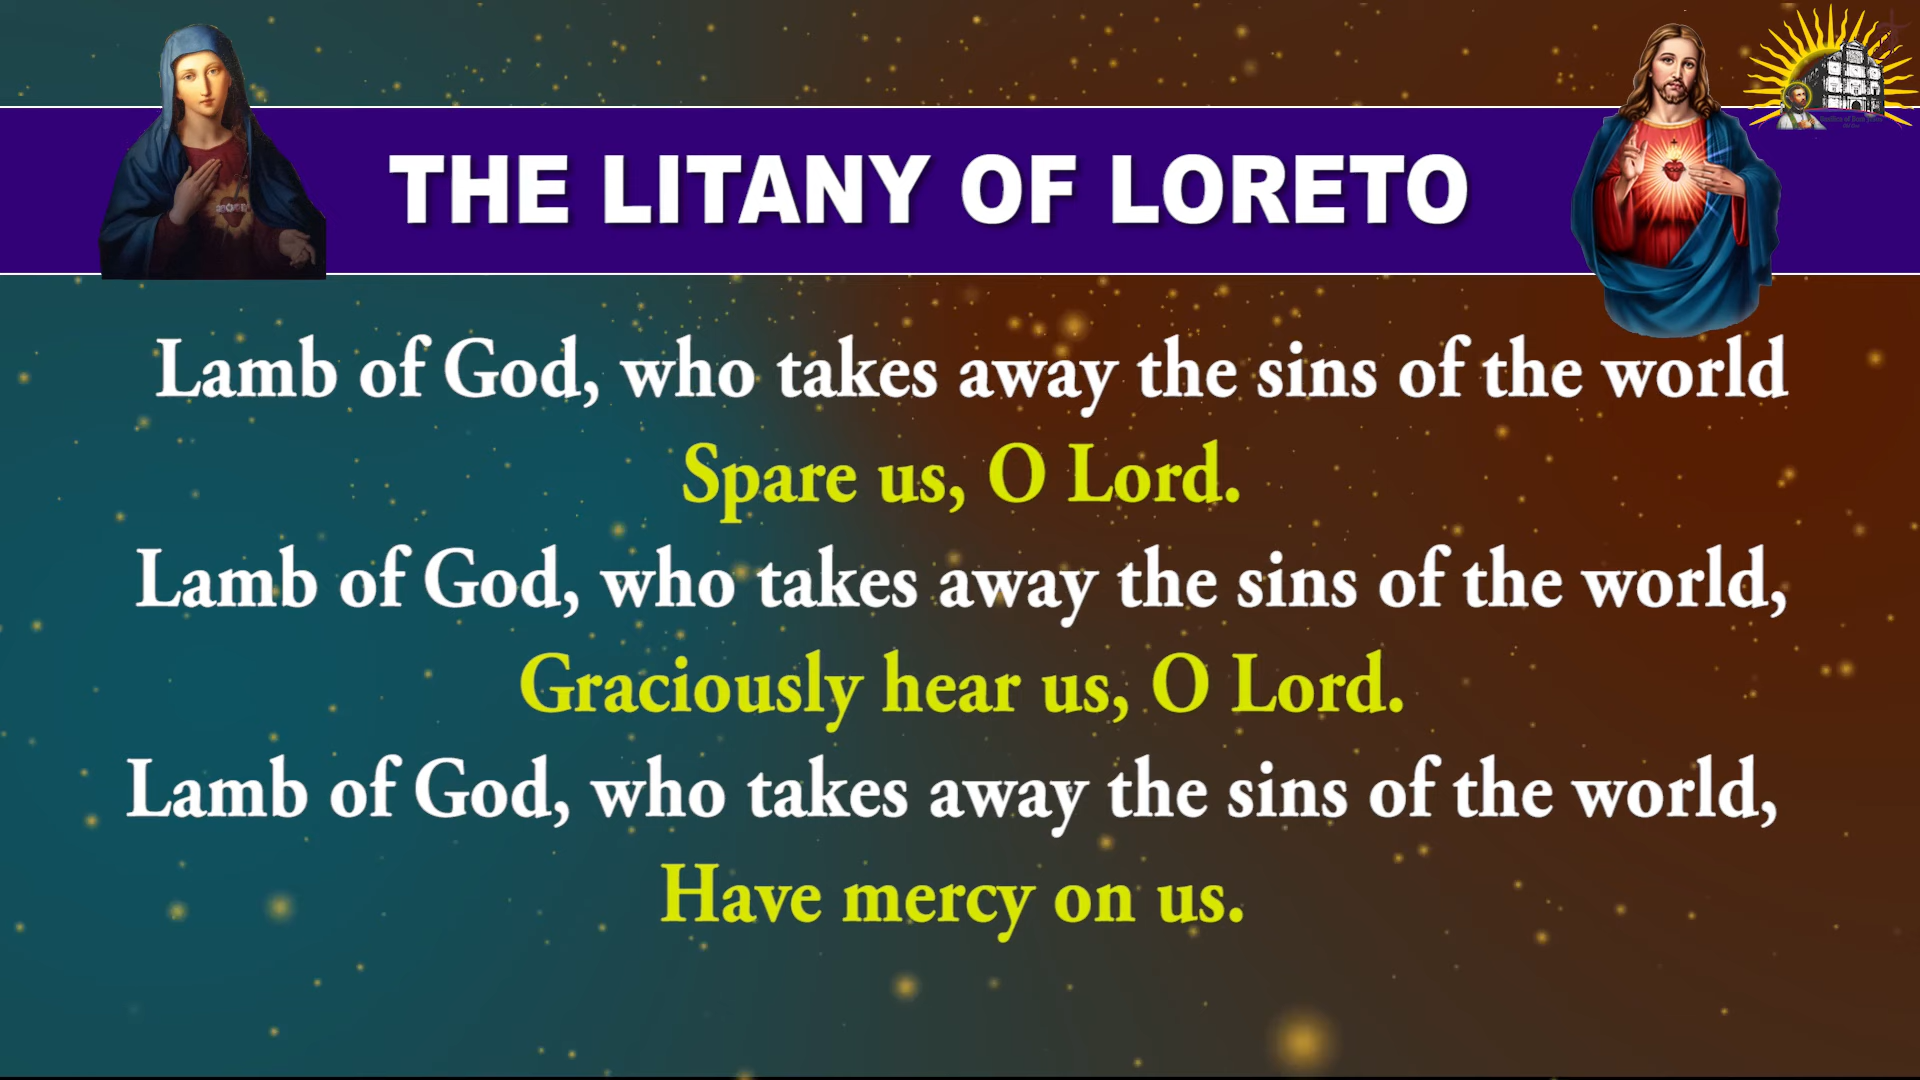 THE LITANY OF LORETO
Lamb of God, who takes away the sins of the world
Spare us, O Lord.
Lamb of God, who takes away the sins of the world,
Graciously hear us, O Lord.
Lamb of God, who takes away the sins of the world,
Have mercy on us.